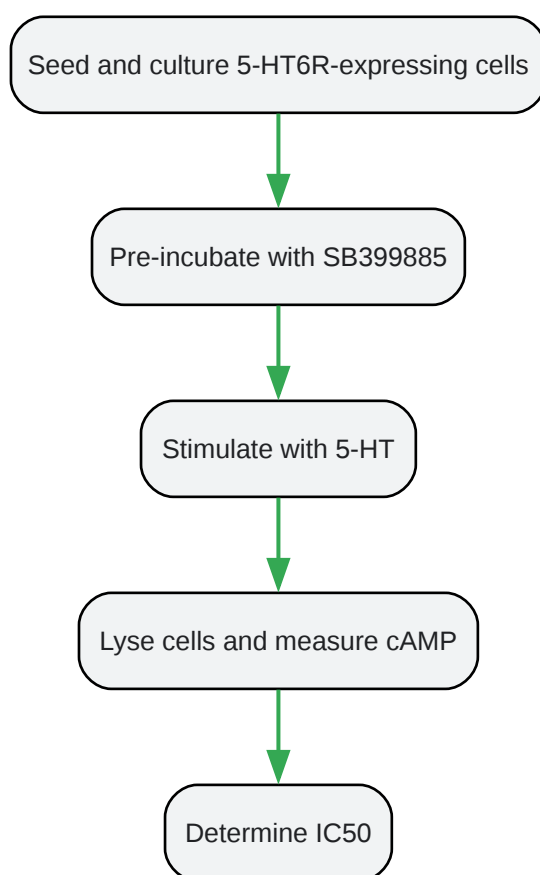 Seed and culture 5-HT6R-expressing cells
Pre-incubate with SB399885
Stimulate with 5-HT
Lyse cells and measure cAMP
Determine IC50